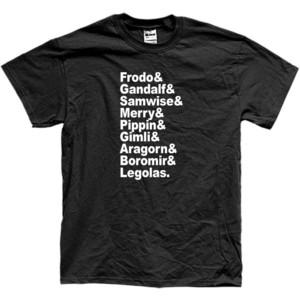 Frodo&
Gandalf&
Samwise&
Merry&
Pippin&
Gimli&
Aragorn&
Boromir&
Legolas.